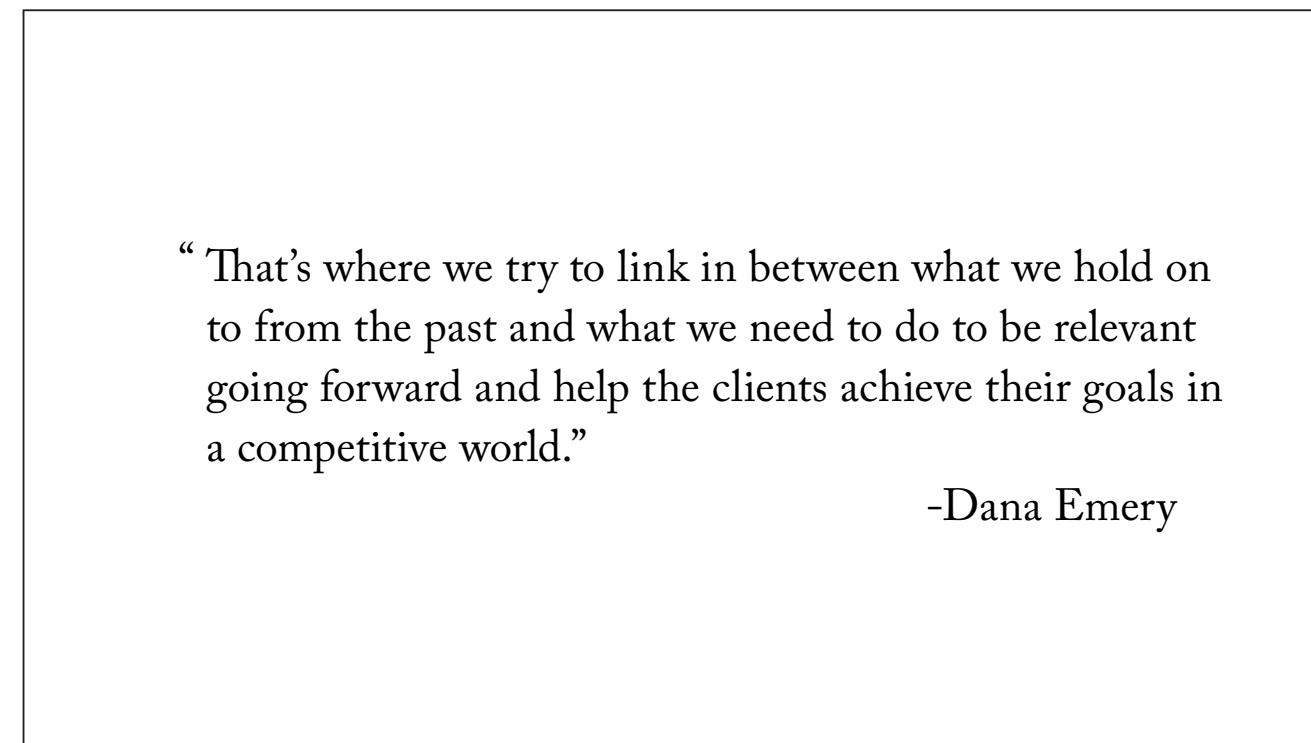 “ That’s where we try to link in between what we hold on
to from the past and what we need to do to be relevant
going forward and help the clients achieve their goals in
a competitive world.”
-Dana Emery